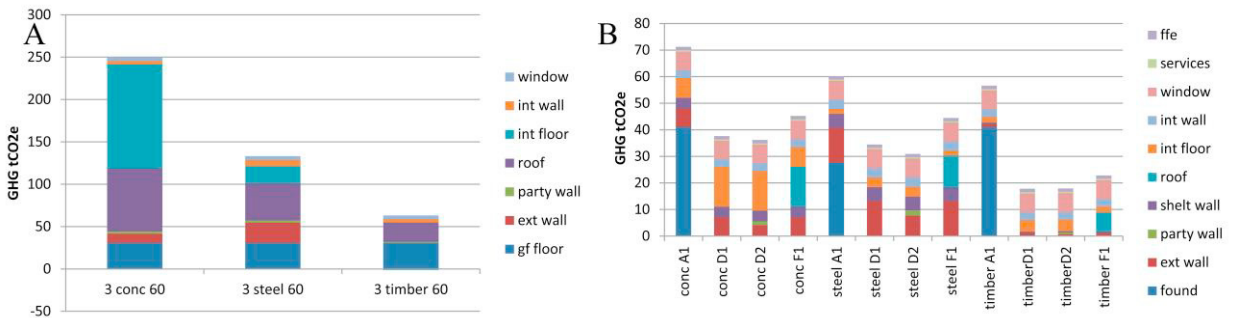 A
GHG tCO2e
300
250
200
150
100
50
0
-50
3 conc 60
3 steel 60
3 timber 60
window
int wall
int floor
roof
party wall
ext wall
gf floor
B
GHG tCO2e
80
70
60
50
40
30
20
10
0
conc A1
conc D1
conc D2
conc F1
steel A1
steel D1
steel D2
steel F1
timber A1
timberD1
timberD2
timber F1
ffe
services
window
int wall
int floor
roof
shelt wall
party wall
ext wall
found